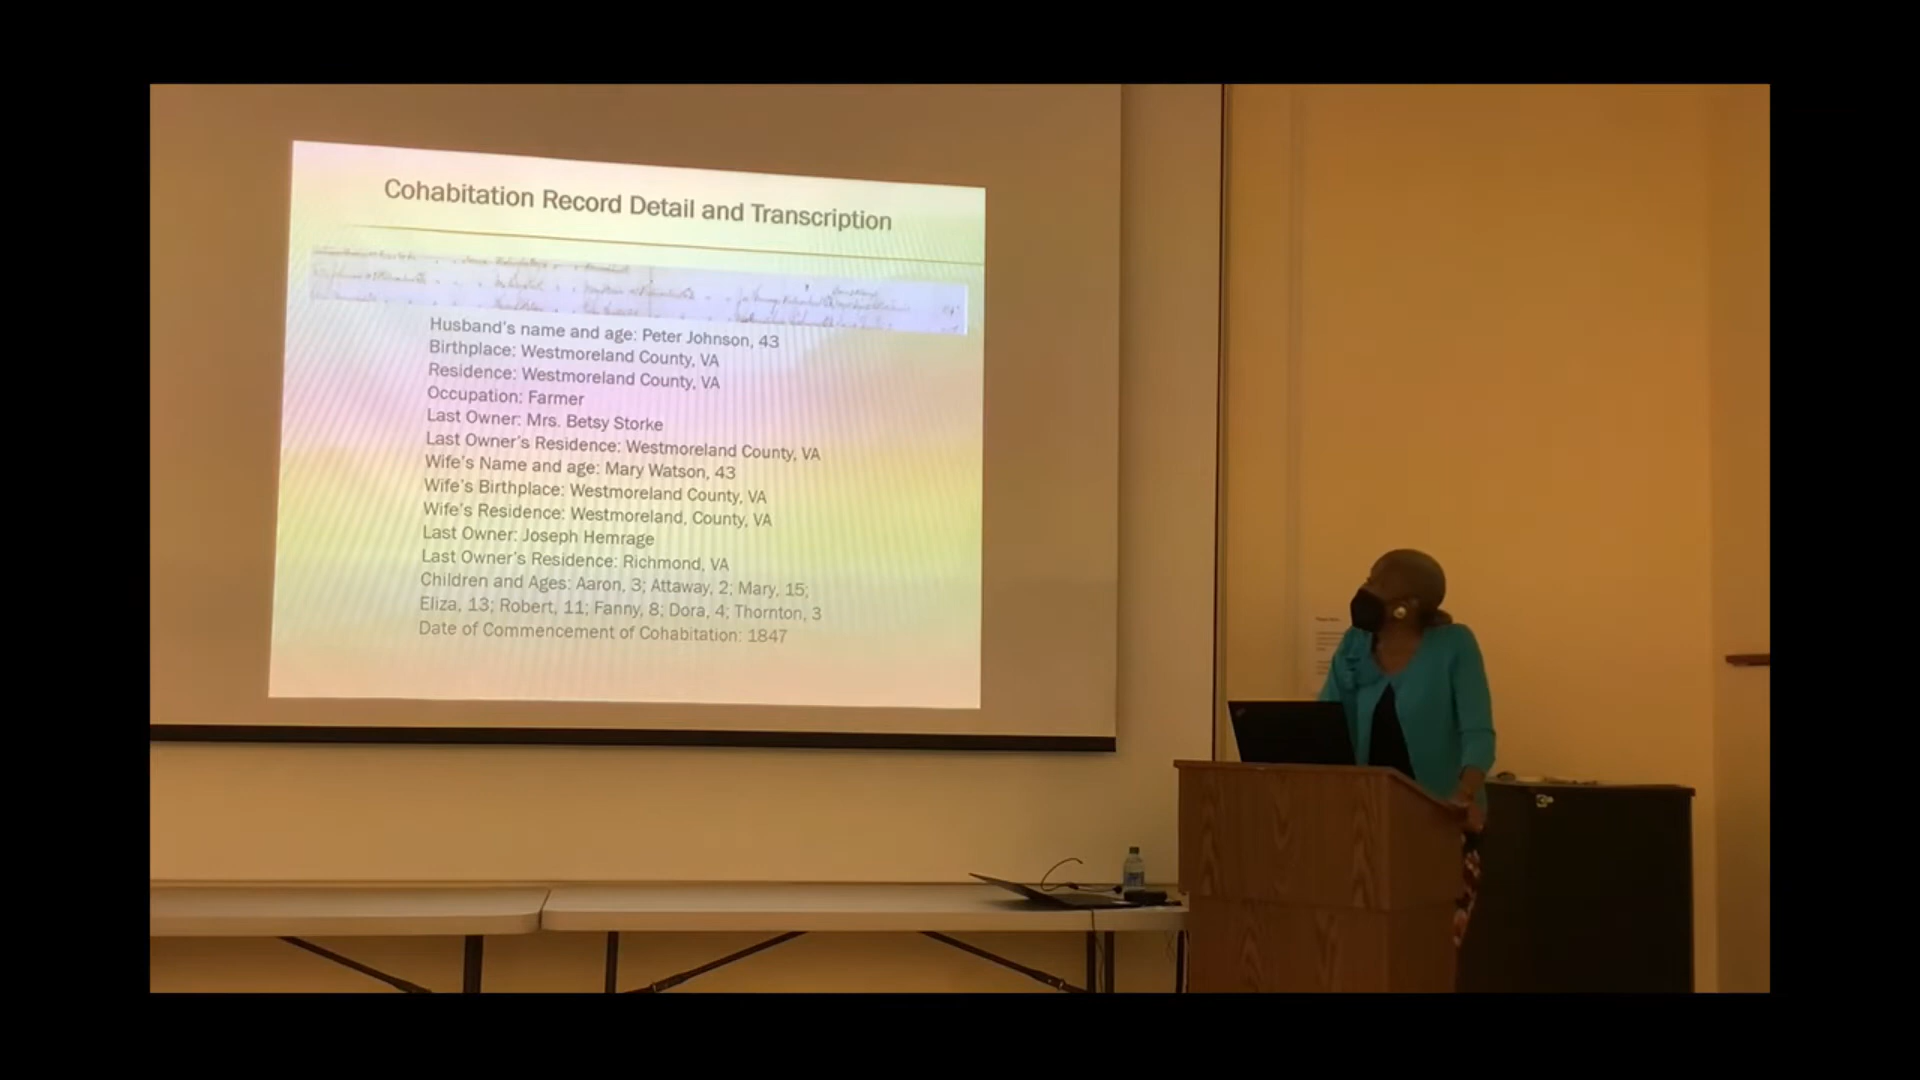 Cohabitation Record Detail and Transcription
Husband's name and age: Peter Johnson, 43
Birthplace: Westmoreland County, VA
Residence: Westmoreland County, VA
Occupation: Farmer
Last Owner: Mrs. Betsy Storke
Last Owner's Residence: Westmoreland County, VA
Wife's Name and age: Mary Watson, 43
Wife's Birthplace: Westmoreland County, VA
Wife's Residence: Westmoreland, County, VA
Last Owner: Joseph Hemrage
Last Owner's Residence: Richmond, VA
Children and Ages: Aaron, 3; Attaway, 2; Mary, 15;
Eliza, 13; Robert, 11; Fanny, 8; Dora, 4; Thornton, 3
Date of Commencement of Cohabitation: 1847